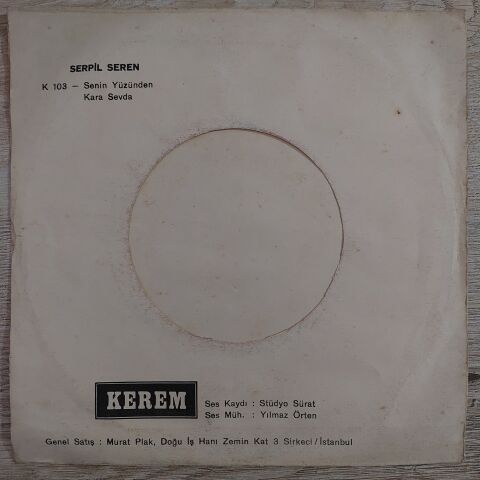 SERPİL SEREN
K 103 — Senin Yüzünden
Kara Sevda
KEREM
Ses Kaydı : Stüdyo Sürat
Ses Müh. : Yılmaz Örten
Genel Satış : Murat Plak, Doğu İş Hanı Zemin Kat 3 Sirkeci/İstanbul